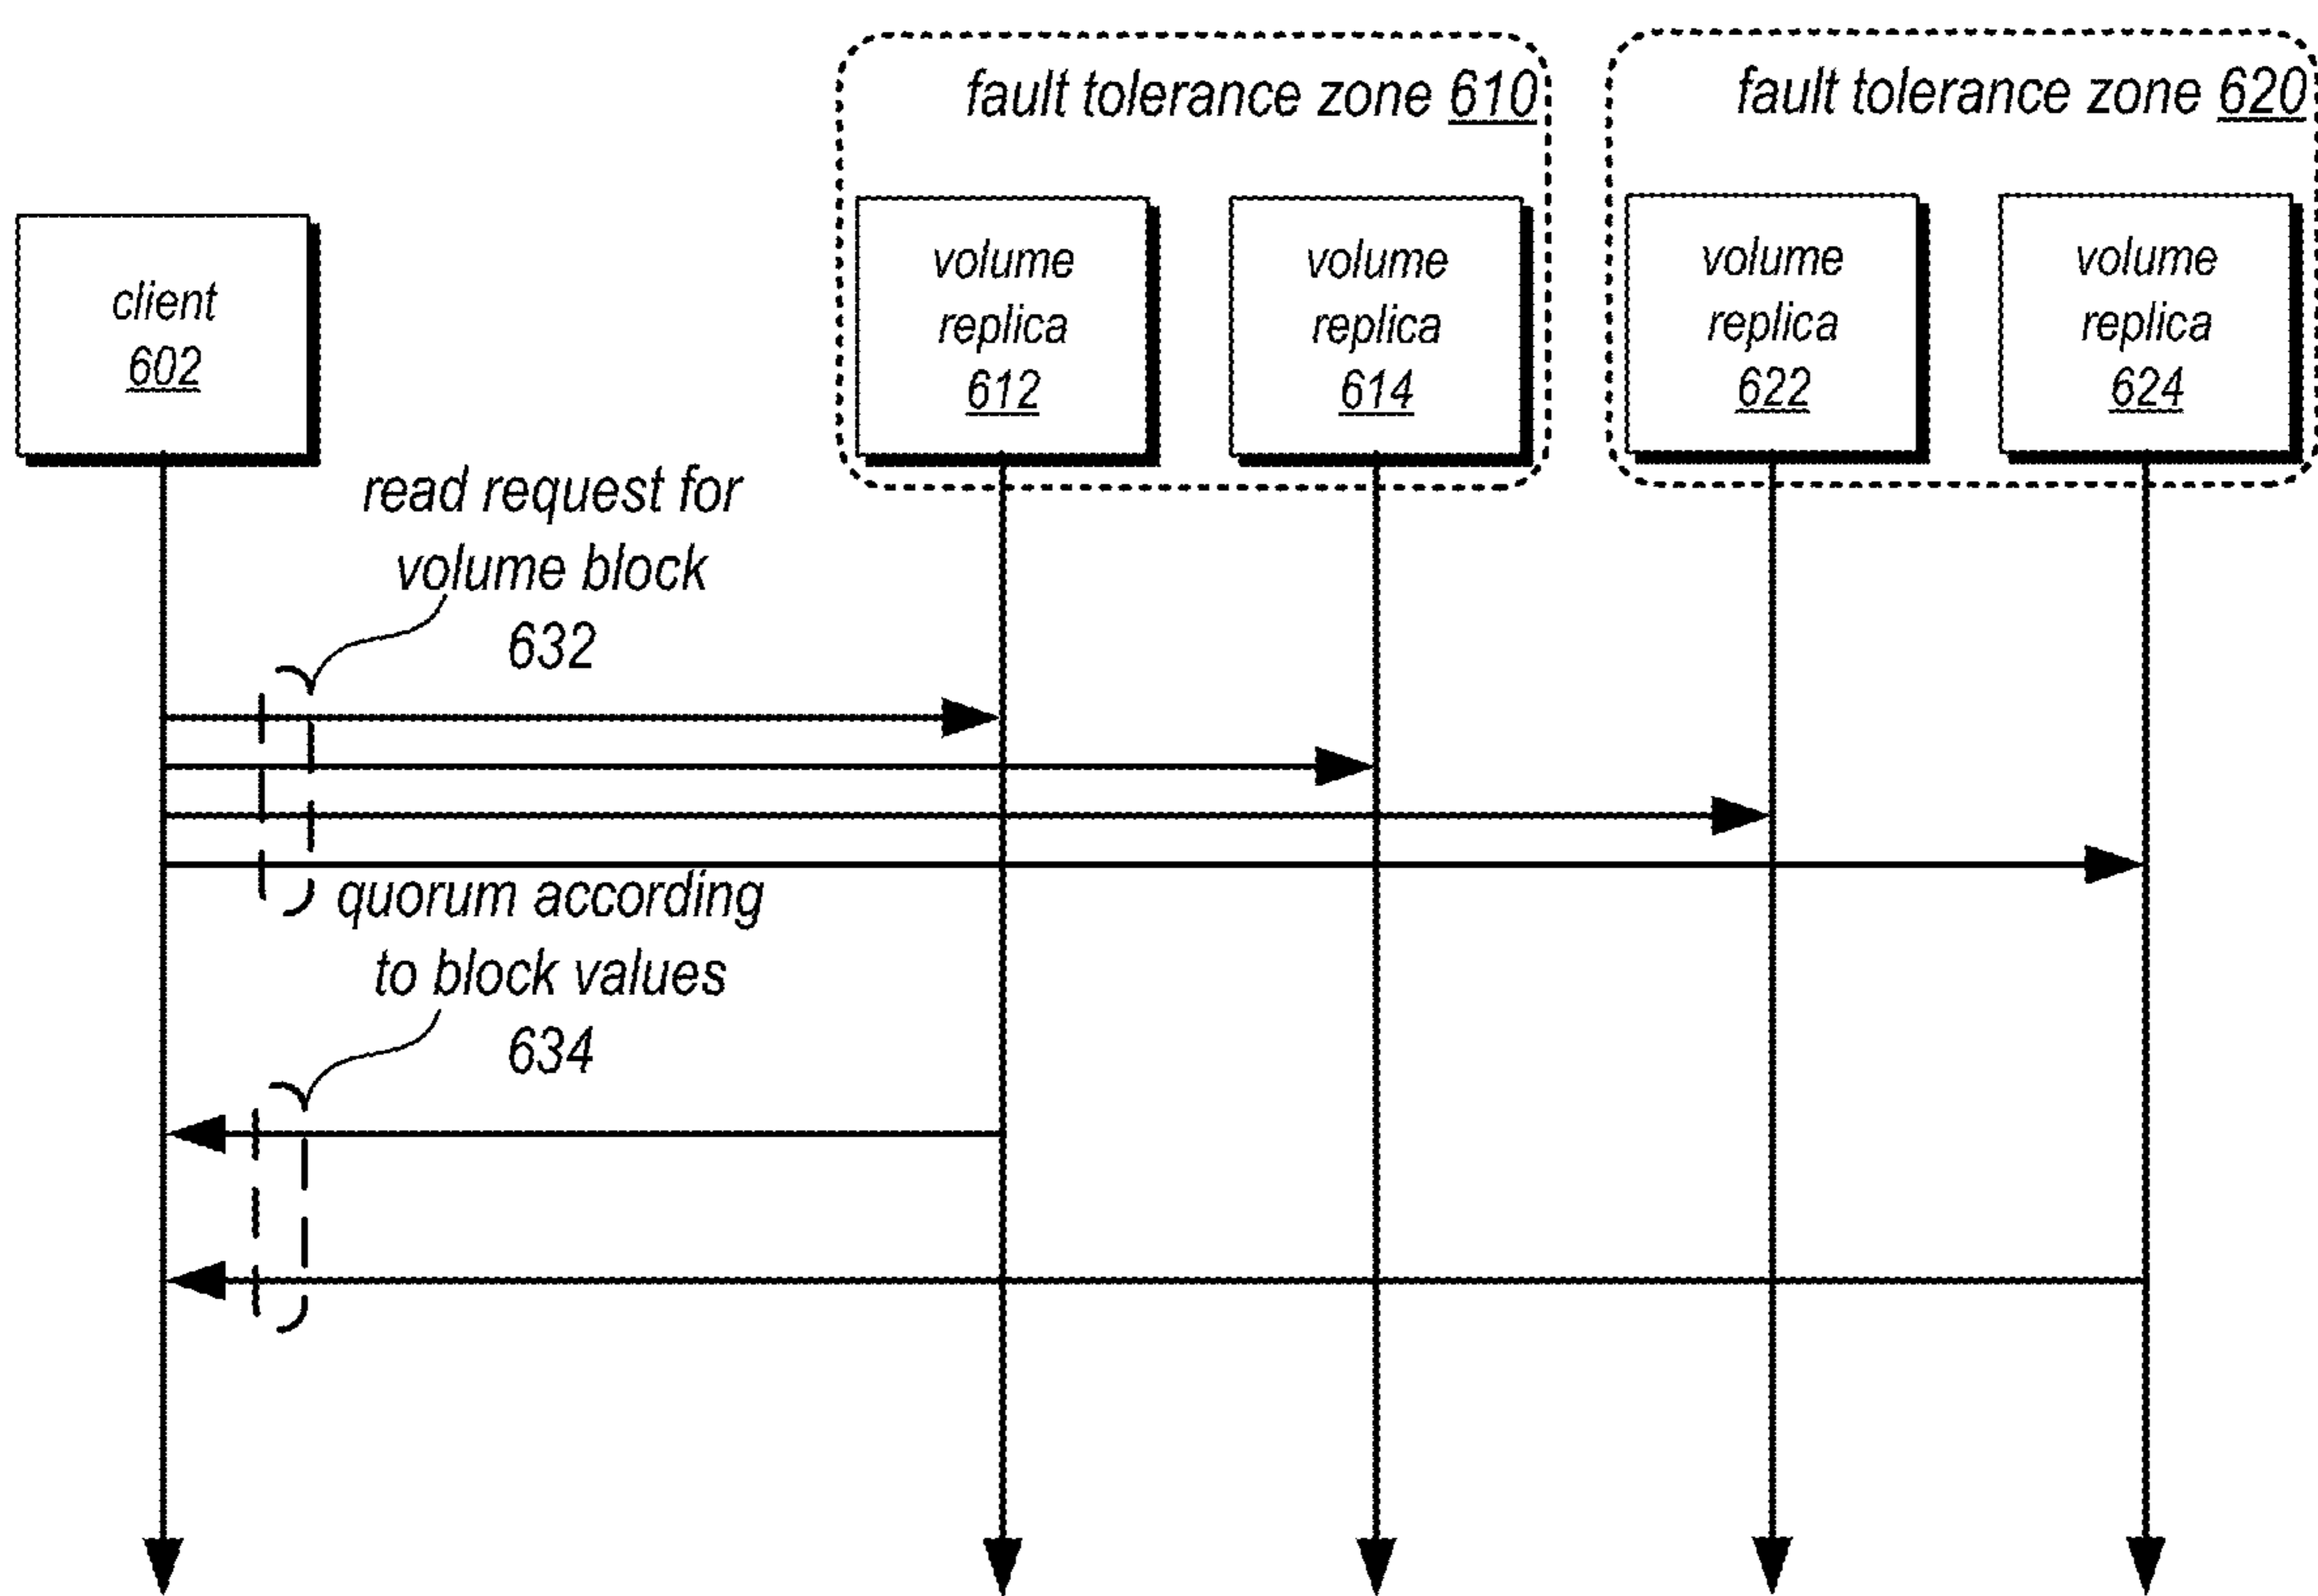 fault tolerance zone 610
fault tolerance zone 620
client
602
volume
replica
612
volume
replica
614
volume
replica
622
volume
replica
624
read request for
volume block
632
quorum according
to block values
634